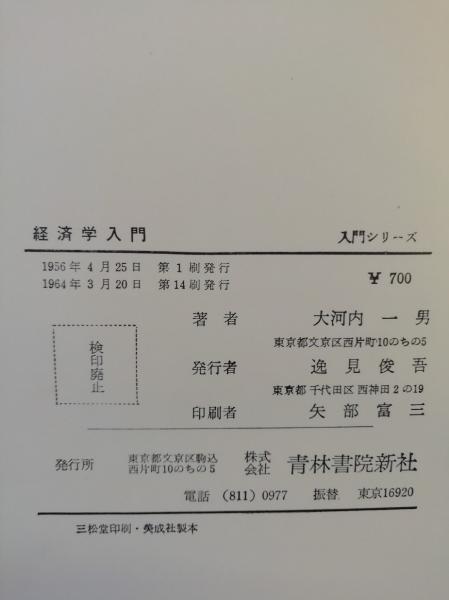 経済学入門 入門シリーズ
1956年4月25日 第1刷発行
1964年3月20日 第14刷発行
¥ 700
検印廃止
著者 大河内一男
東京都文京区西片町10のちの5
発行者 逸見俊吾
東京都千代田区西神田2の19
印刷者 矢部富三
発行所 東京都文京区駒込
西片町10のちの5
株式
会社
青林書院新社
電話 (811) 0977 振替 東京16920
三松堂印刷・美成社製本